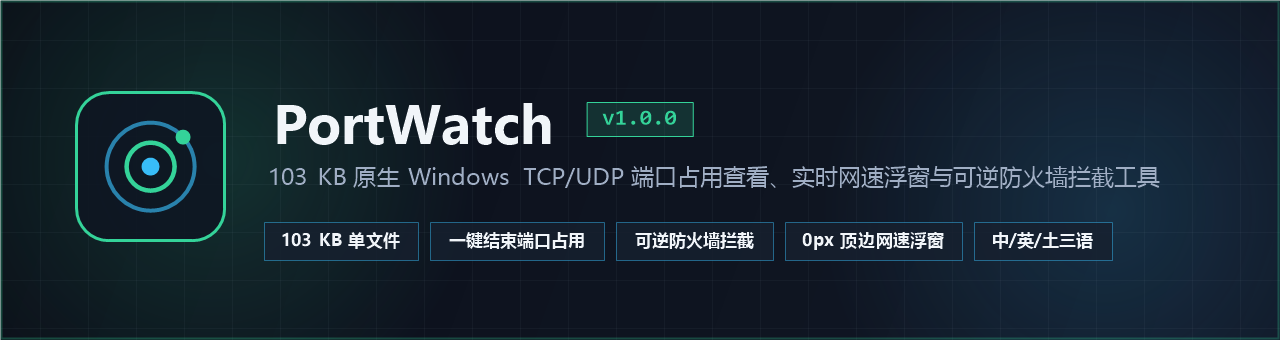 PortWatch v1.0.0
103 KB 原生 Windows TCP/UDP 端口占用查看、实时网速浮窗与可逆防火墙拦截工具
103 KB 单文件 一键结束端口占用 可逆防火墙拦截 0px 顶边网速浮窗 中/英/土三语